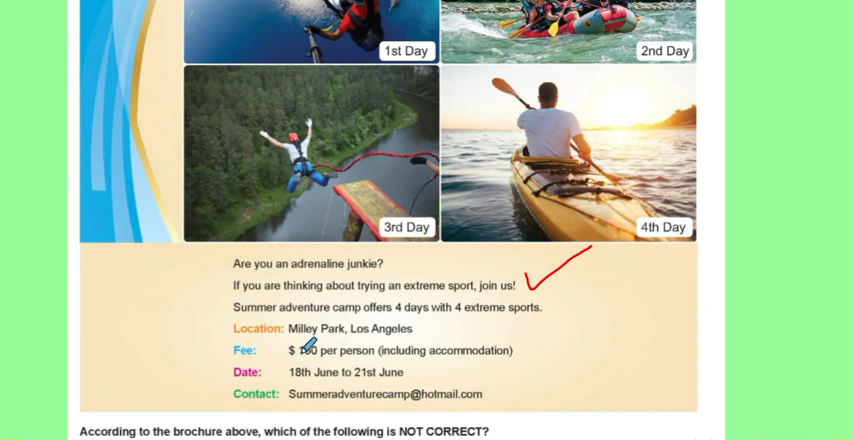 1st Day
2nd Day
3rd Day
4th Day
Are you an adrenaline junkie?
If you are thinking about trying an extreme sport, join us!
Summer adventure camp offers 4 days with 4 extreme sports.
Location: Milley Park, Los Angeles
Fee: $ per person (including accommodation)
Date: 18th June to 21st June
Contact: Summeradventurecamp@hotmail.com
According to the brochure above, which of the following is NOT CORRECT?